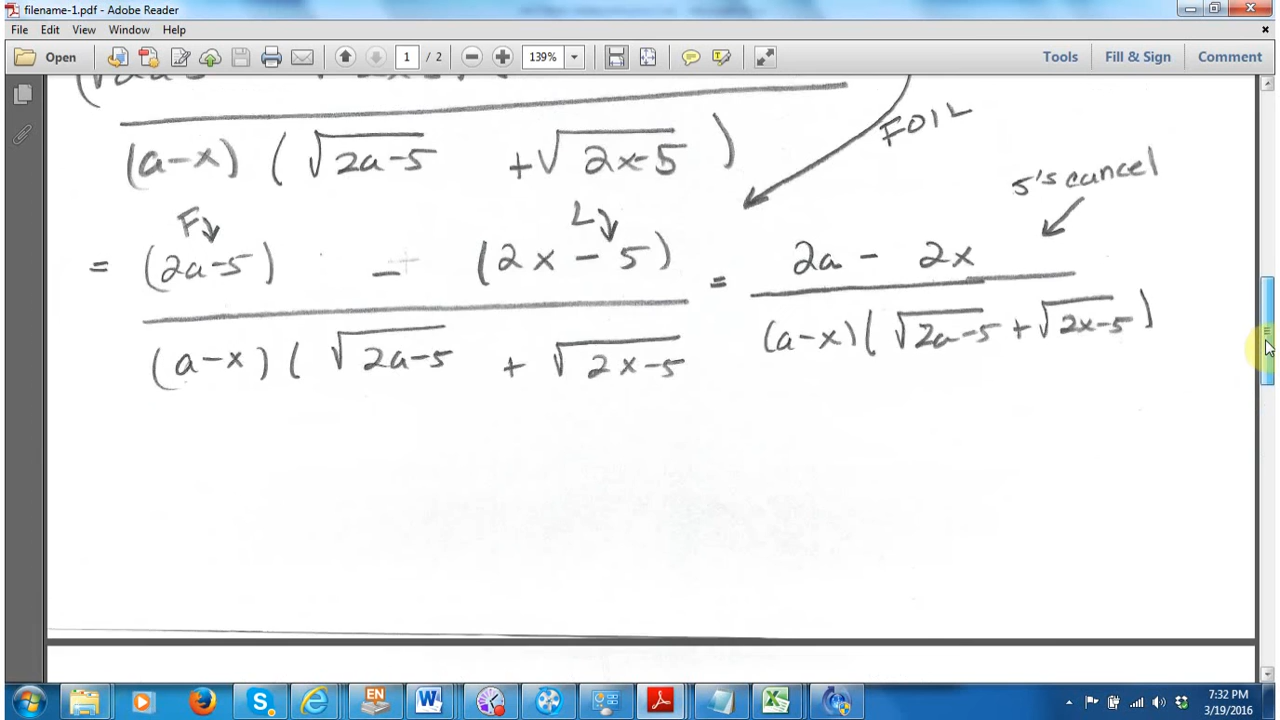 filename-1.pdf - Adobe Reader
File Edit View Window Help
Open 1 / 2 139% Tools Fill & Sign Comment
(a-x) ( √2a-5 + √2x-5 )
FOIL
5's cancel
F L
= (2a-5) - (2x - 5) = 2a - 2x
(a-x) ( √2a-5 + √2x-5 (a-x) ( √2a-5 + √2x-5 )
EN
7:32 PM
3/19/2016